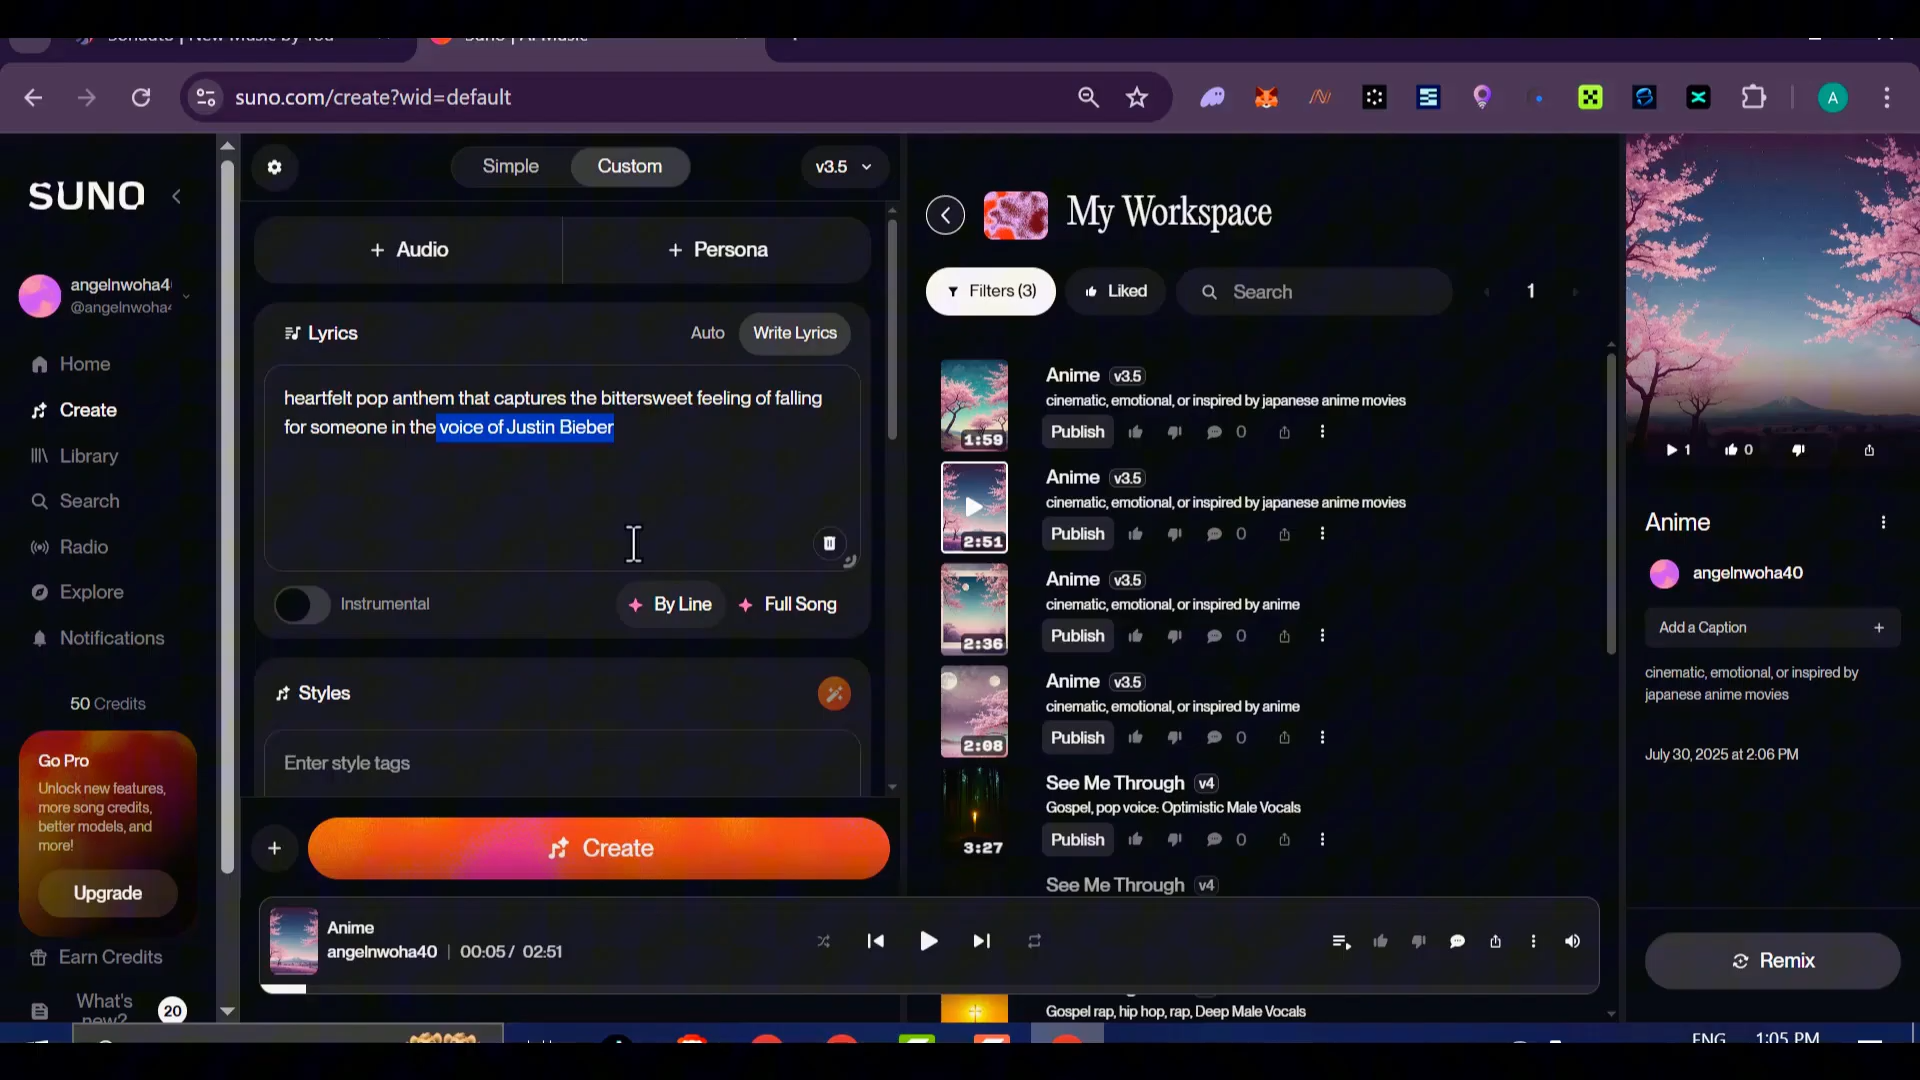 suno.com/create?wid=default
A
SUNO
angelnwoha4
@angelnwoha4
Home
Create
Library
Search
Radio
Explore
Notifications
50 Credits
Go Pro
Unlock new features,
more song credits,
better models, and
more!
Upgrade
Earn Credits
What's
new?
20
Simple
Custom
v3.5
+ Audio
+ Persona
Lyrics
Auto
Write Lyrics
heartfelt pop anthem that captures the bittersweet feeling of falling
for someone in the voice of Justin Bieber
Instrumental
By Line
Full Song
Styles
Enter style tags
+
Create
My Workspace
Filters (3)
Liked
Search
1
Anime v3.5
cinematic, emotional, or inspired by japanese anime movies
1:59
Publish
0
Anime v3.5
cinematic, emotional, or inspired by japanese anime movies
2:51
Publish
0
Anime v3.5
cinematic, emotional, or inspired by anime
2:36
Publish
0
Anime v3.5
cinematic, emotional, or inspired by anime
2:08
Publish
0
See Me Through v4
Gospel, pop voice: Optimistic Male Vocals
3:27
Publish
0
See Me Through v4
Gospel rap, hip hop, rap, Deep Male Vocals
Anime
angelnwoha40 | 00:05 / 02:51
1
0
Anime
angelnwoha40
Add a Caption +
cinematic, emotional, or inspired by
japanese anime movies
July 30, 2025 at 2:06 PM
Remix
ENG
1:05 PM